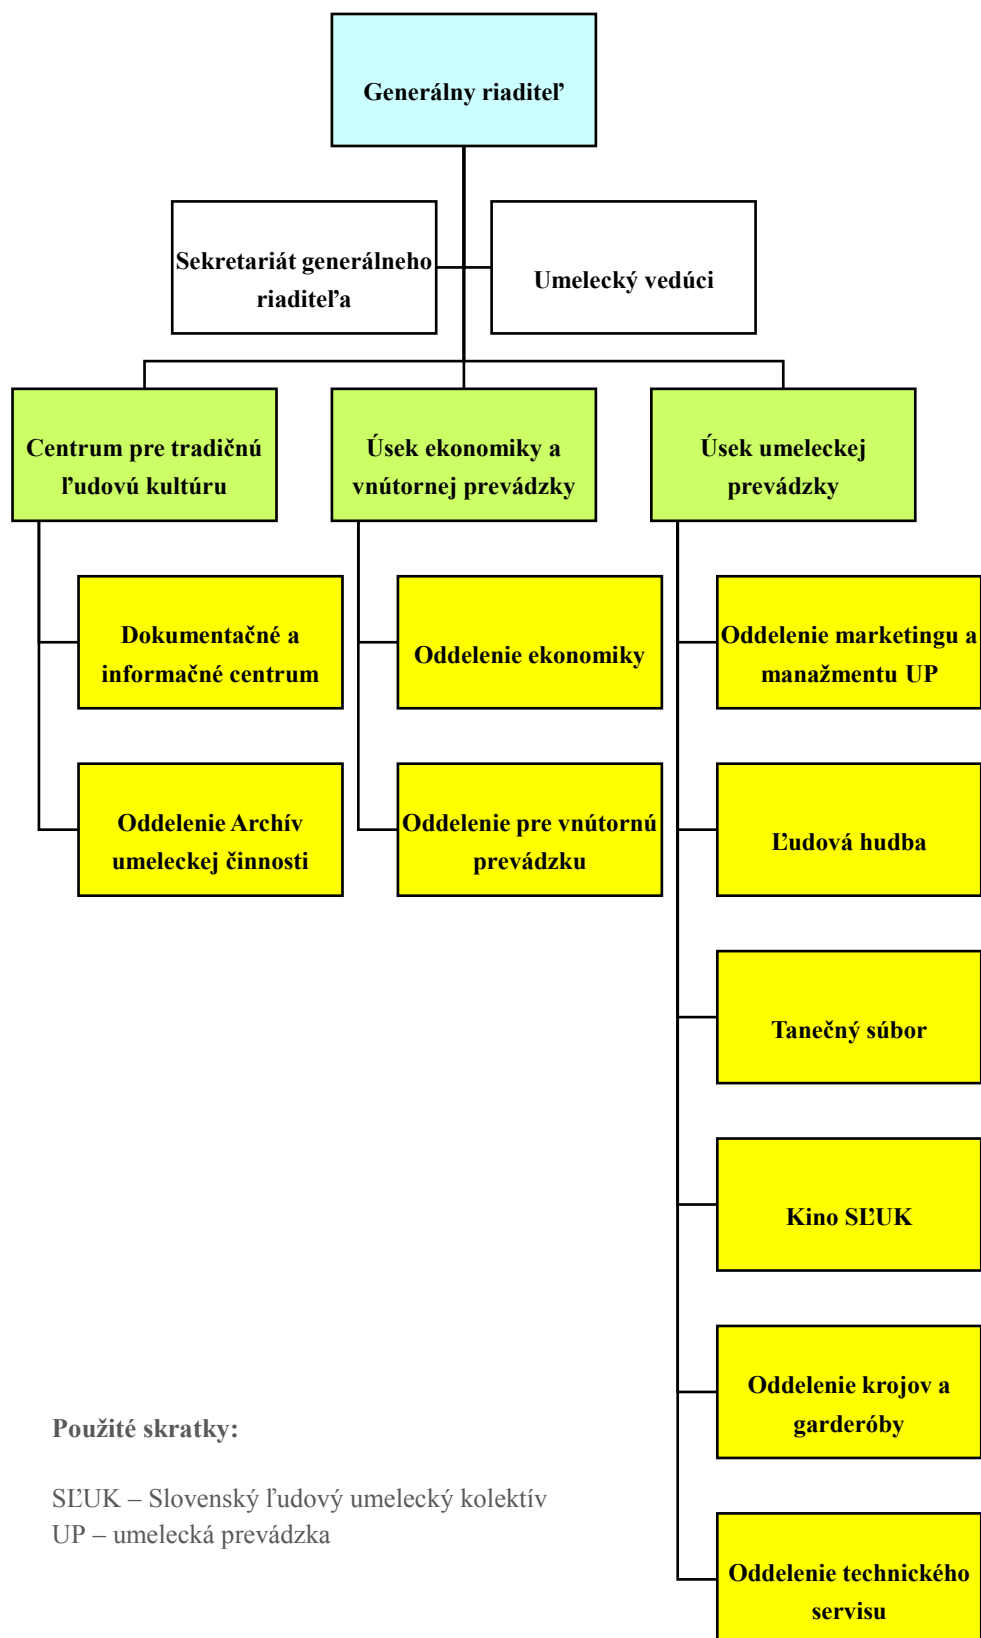 Generálny riaditeľ
Sekretariát generálneho
riaditeľa
Umelecký vedúci
Centrum pre tradičnú
ľudovú kultúru
Úsek ekonomiky a
vnútornej prevádzky
Úsek umeleckej
prevádzky
Dokumentačné a
informačné centrum
Oddelenie ekonomiky
Oddelenie marketingu a
manažmentu UP
Oddelenie Archív
umeleckej činnosti
Oddelenie pre vnútornú
prevádzku
Ľudová hudba
Tanečný súbor
Kino SĽUK
Oddelenie krojov a
garderóby
Oddelenie technického
servisu
Použité skratky:
SĽUK – Slovenský ľudový umelecký kolektív
UP – umelecká prevádzka